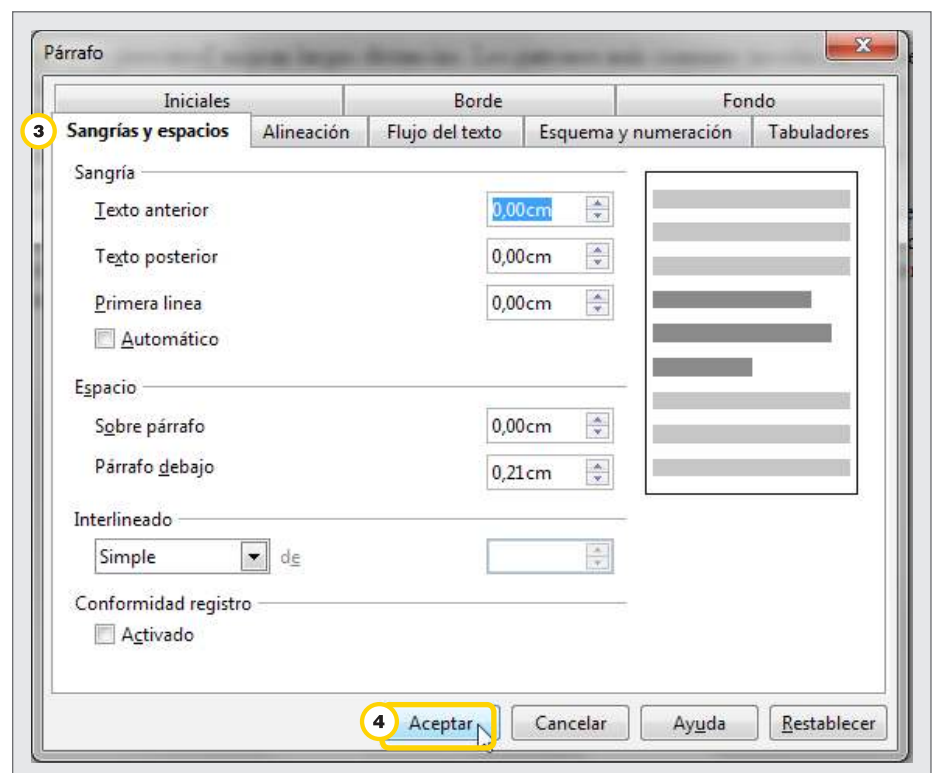 Párrafo
Iniciales Borde Fondo
3 Sangrías y espacios Alineación Flujo del texto Esquema y numeración Tabuladores
Sangría
Texto anterior 0,00cm
Texto posterior 0,00cm
Primera linea 0,00cm
Automático
Espacio
Sobre párrafo 0,00cm
Párrafo debajo 0,21cm
Interlineado
Simple de
Conformidad registro
Activado
4 Aceptar Cancelar Ayuda Restablecer